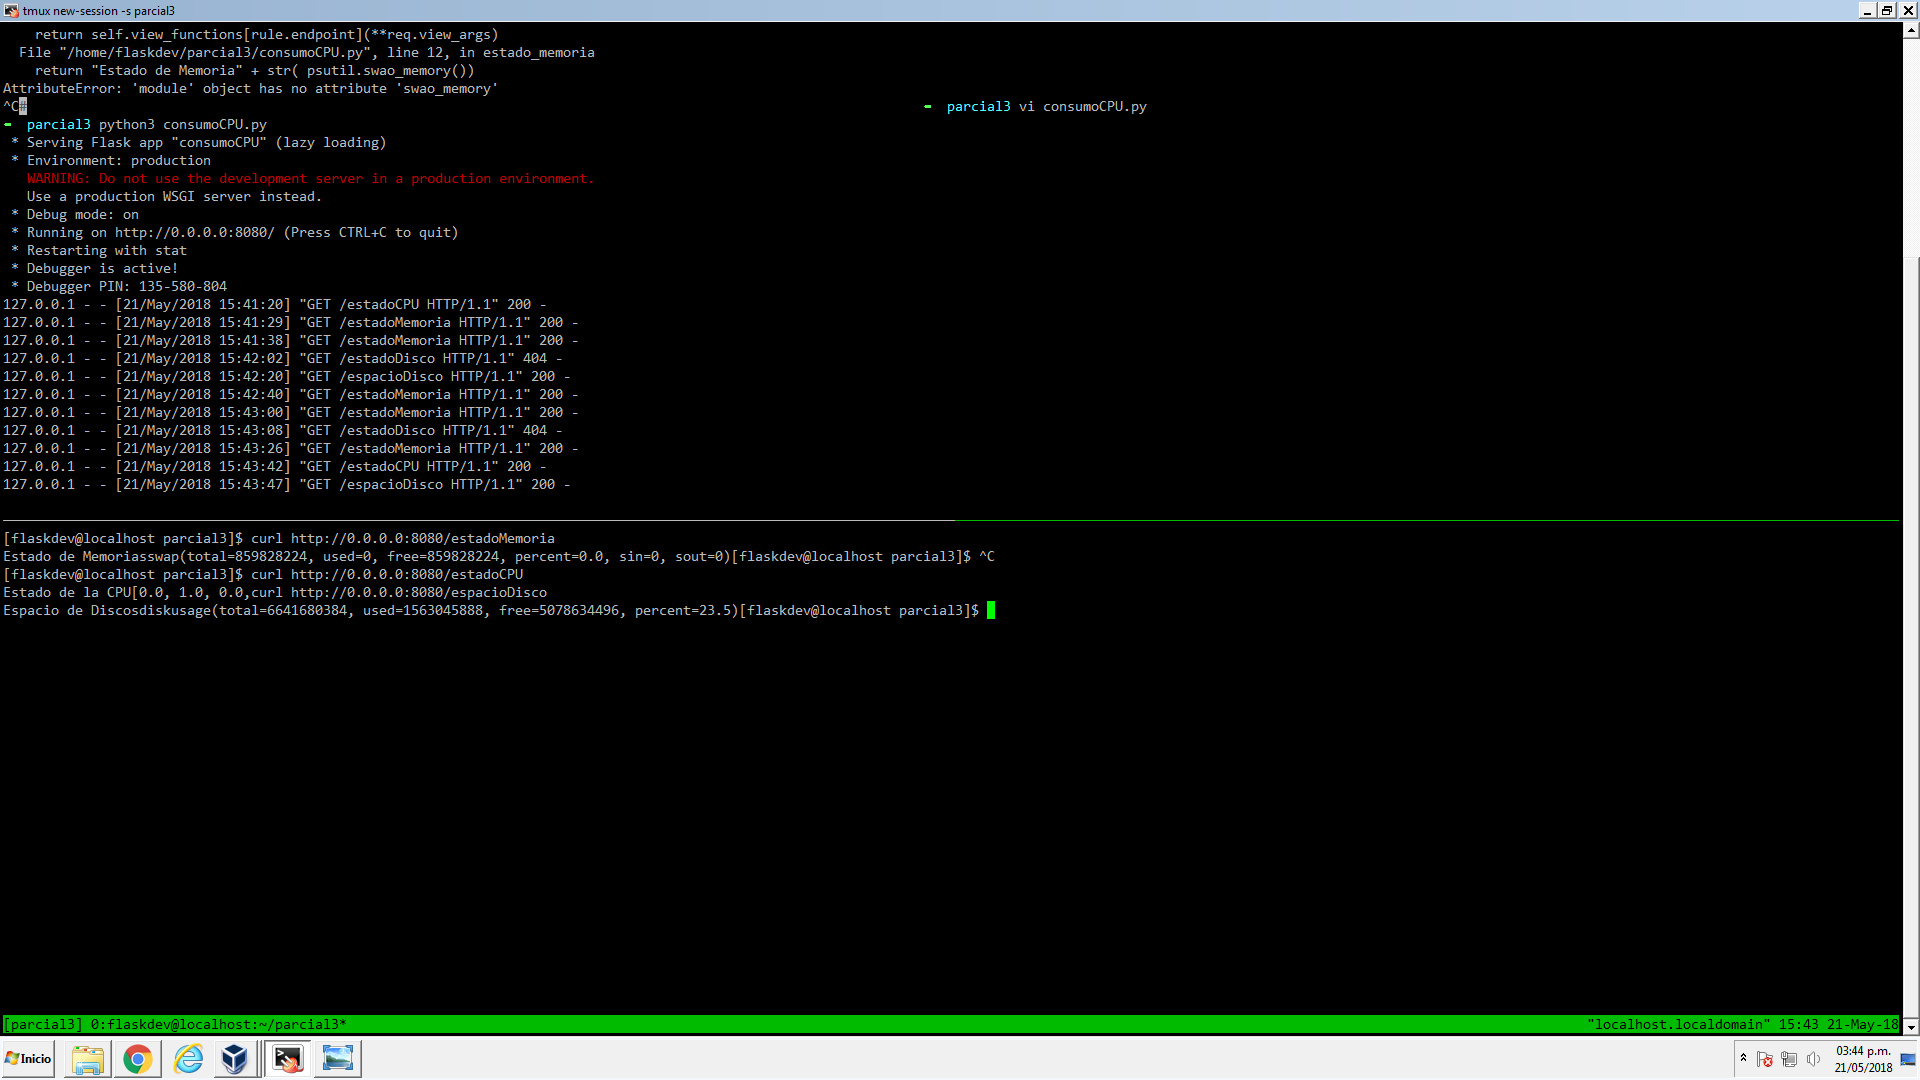 tmux new-session -s parcial3
    return self.view_functions[rule.endpoint](**req.view_args)
  File "/home/flaskdev/parcial3/consumoCPU.py", line 12, in estado_memoria
    return "Estado de Memoria" + str( psutil.swao_memory())
AttributeError: 'module' object has no attribute 'swao_memory'
^C#
parcial3 vi consumoCPU.py
parcial3 python3 consumoCPU.py
 * Serving Flask app "consumoCPU" (lazy loading)
 * Environment: production
   WARNING: Do not use the development server in a production environment.
   Use a production WSGI server instead.
 * Debug mode: on
 * Running on http://0.0.0.0:8080/ (Press CTRL+C to quit)
 * Restarting with stat
 * Debugger is active!
 * Debugger PIN: 135-580-804
127.0.0.1 - - [21/May/2018 15:41:20] "GET /estadoCPU HTTP/1.1" 200 -
127.0.0.1 - - [21/May/2018 15:41:29] "GET /estadoMemoria HTTP/1.1" 200 -
127.0.0.1 - - [21/May/2018 15:41:38] "GET /estadoMemoria HTTP/1.1" 200 -
127.0.0.1 - - [21/May/2018 15:42:02] "GET /estadoDisco HTTP/1.1" 404 -
127.0.0.1 - - [21/May/2018 15:42:20] "GET /espacioDisco HTTP/1.1" 200 -
127.0.0.1 - - [21/May/2018 15:42:40] "GET /estadoMemoria HTTP/1.1" 200 -
127.0.0.1 - - [21/May/2018 15:43:00] "GET /estadoMemoria HTTP/1.1" 200 -
127.0.0.1 - - [21/May/2018 15:43:08] "GET /estadoDisco HTTP/1.1" 404 -
127.0.0.1 - - [21/May/2018 15:43:26] "GET /estadoMemoria HTTP/1.1" 200 -
127.0.0.1 - - [21/May/2018 15:43:42] "GET /estadoCPU HTTP/1.1" 200 -
127.0.0.1 - - [21/May/2018 15:43:47] "GET /espacioDisco HTTP/1.1" 200 -
[flaskdev@localhost parcial3]$ curl http://0.0.0.0:8080/estadoMemoria
Estado de Memoriasswap(total=859828224, used=0, free=859828224, percent=0.0, sin=0, sout=0)[flaskdev@localhost parcial3]$ ^C
[flaskdev@localhost parcial3]$ curl http://0.0.0.0:8080/estadoCPU
Estado de la CPU[0.0, 1.0, 0.0,curl http://0.0.0.0:8080/espacioDisco
Espacio de Discosdiskusage(total=6641680384, used=1563045888, free=5078634496, percent=23.5)[flaskdev@localhost parcial3]$
[parcial3] 0:flaskdev@localhost:~/parcial3*
"localhost.localdomain" 15:43 21-May-18
Inicio
03:44 p.m.
21/05/2018